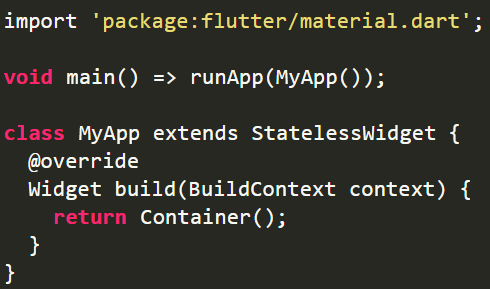 import 'package:flutter/material.dart';
void main() => runApp(MyApp());
class MyApp extends StatelessWidget {
@override
Widget build(BuildContext context) {
return Container();
}
}